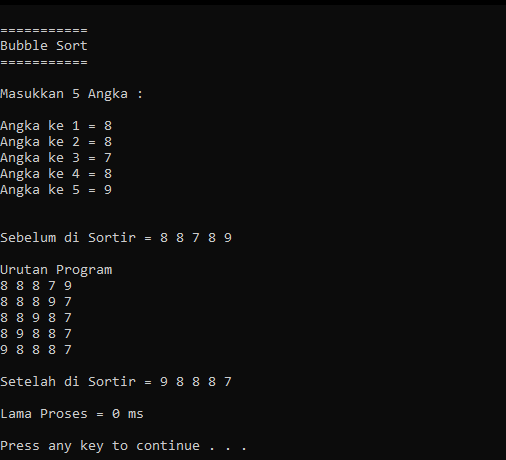 ===========
Bubble Sort
===========
Masukkan 5 Angka :
Angka ke 1 = 8
Angka ke 2 = 8
Angka ke 3 = 7
Angka ke 4 = 8
Angka ke 5 = 9
Sebelum di Sortir = 8 8 7 8 9
Urutan Program
8 8 8 7 9
8 8 8 9 7
8 8 9 8 7
8 9 8 8 7
9 8 8 8 7
Setelah di Sortir = 9 8 8 8 7
Lama Proses = 0 ms
Press any key to continue . . .